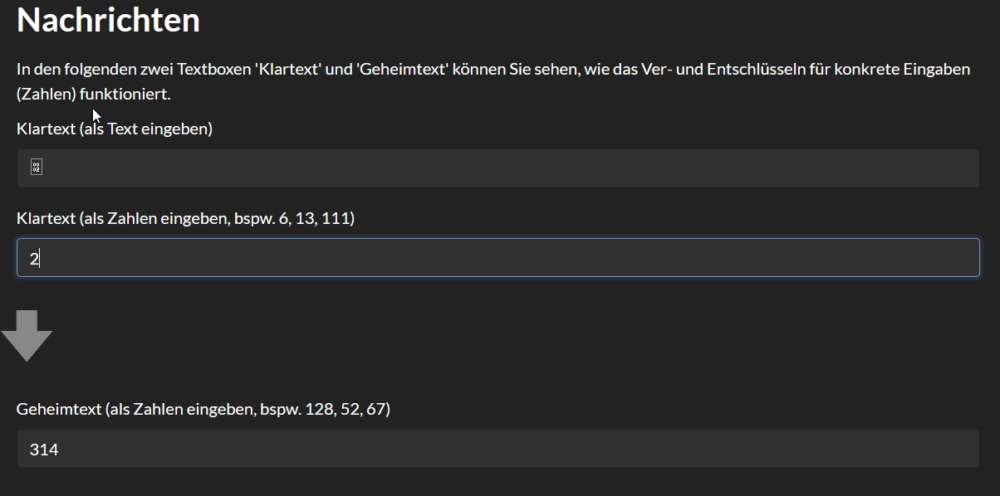 Nachrichten
In den folgenden zwei Textboxen 'Klartext' und 'Geheimtext' können Sie sehen, wie das Ver- und Entschlüsseln für konkrete Eingaben
(Zahlen) funktioniert.
Klartext (als Text eingeben)
Klartext (als Zahlen eingeben, bspw. 6, 13, 111)
2
Geheimtext (als Zahlen eingeben, bspw. 128, 52, 67)
314